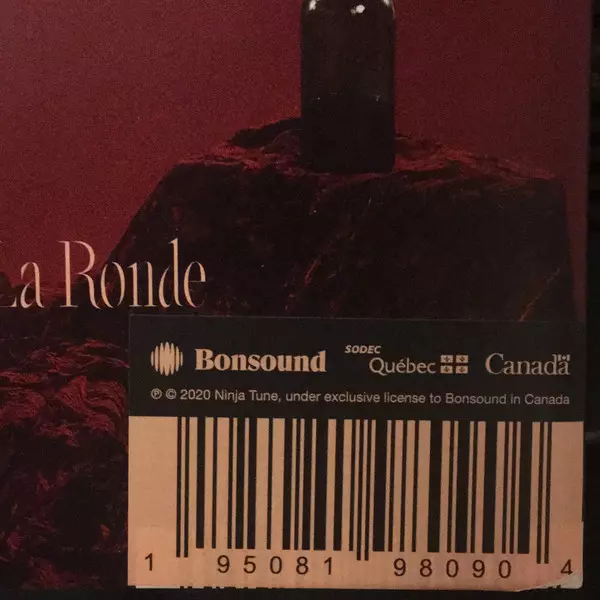 La Ronde
Bonsound
SODEC
Québec
Canada
℗ © 2020 Ninja Tune, under exclusive license to Bonsound in Canada
1 95081 98090 4